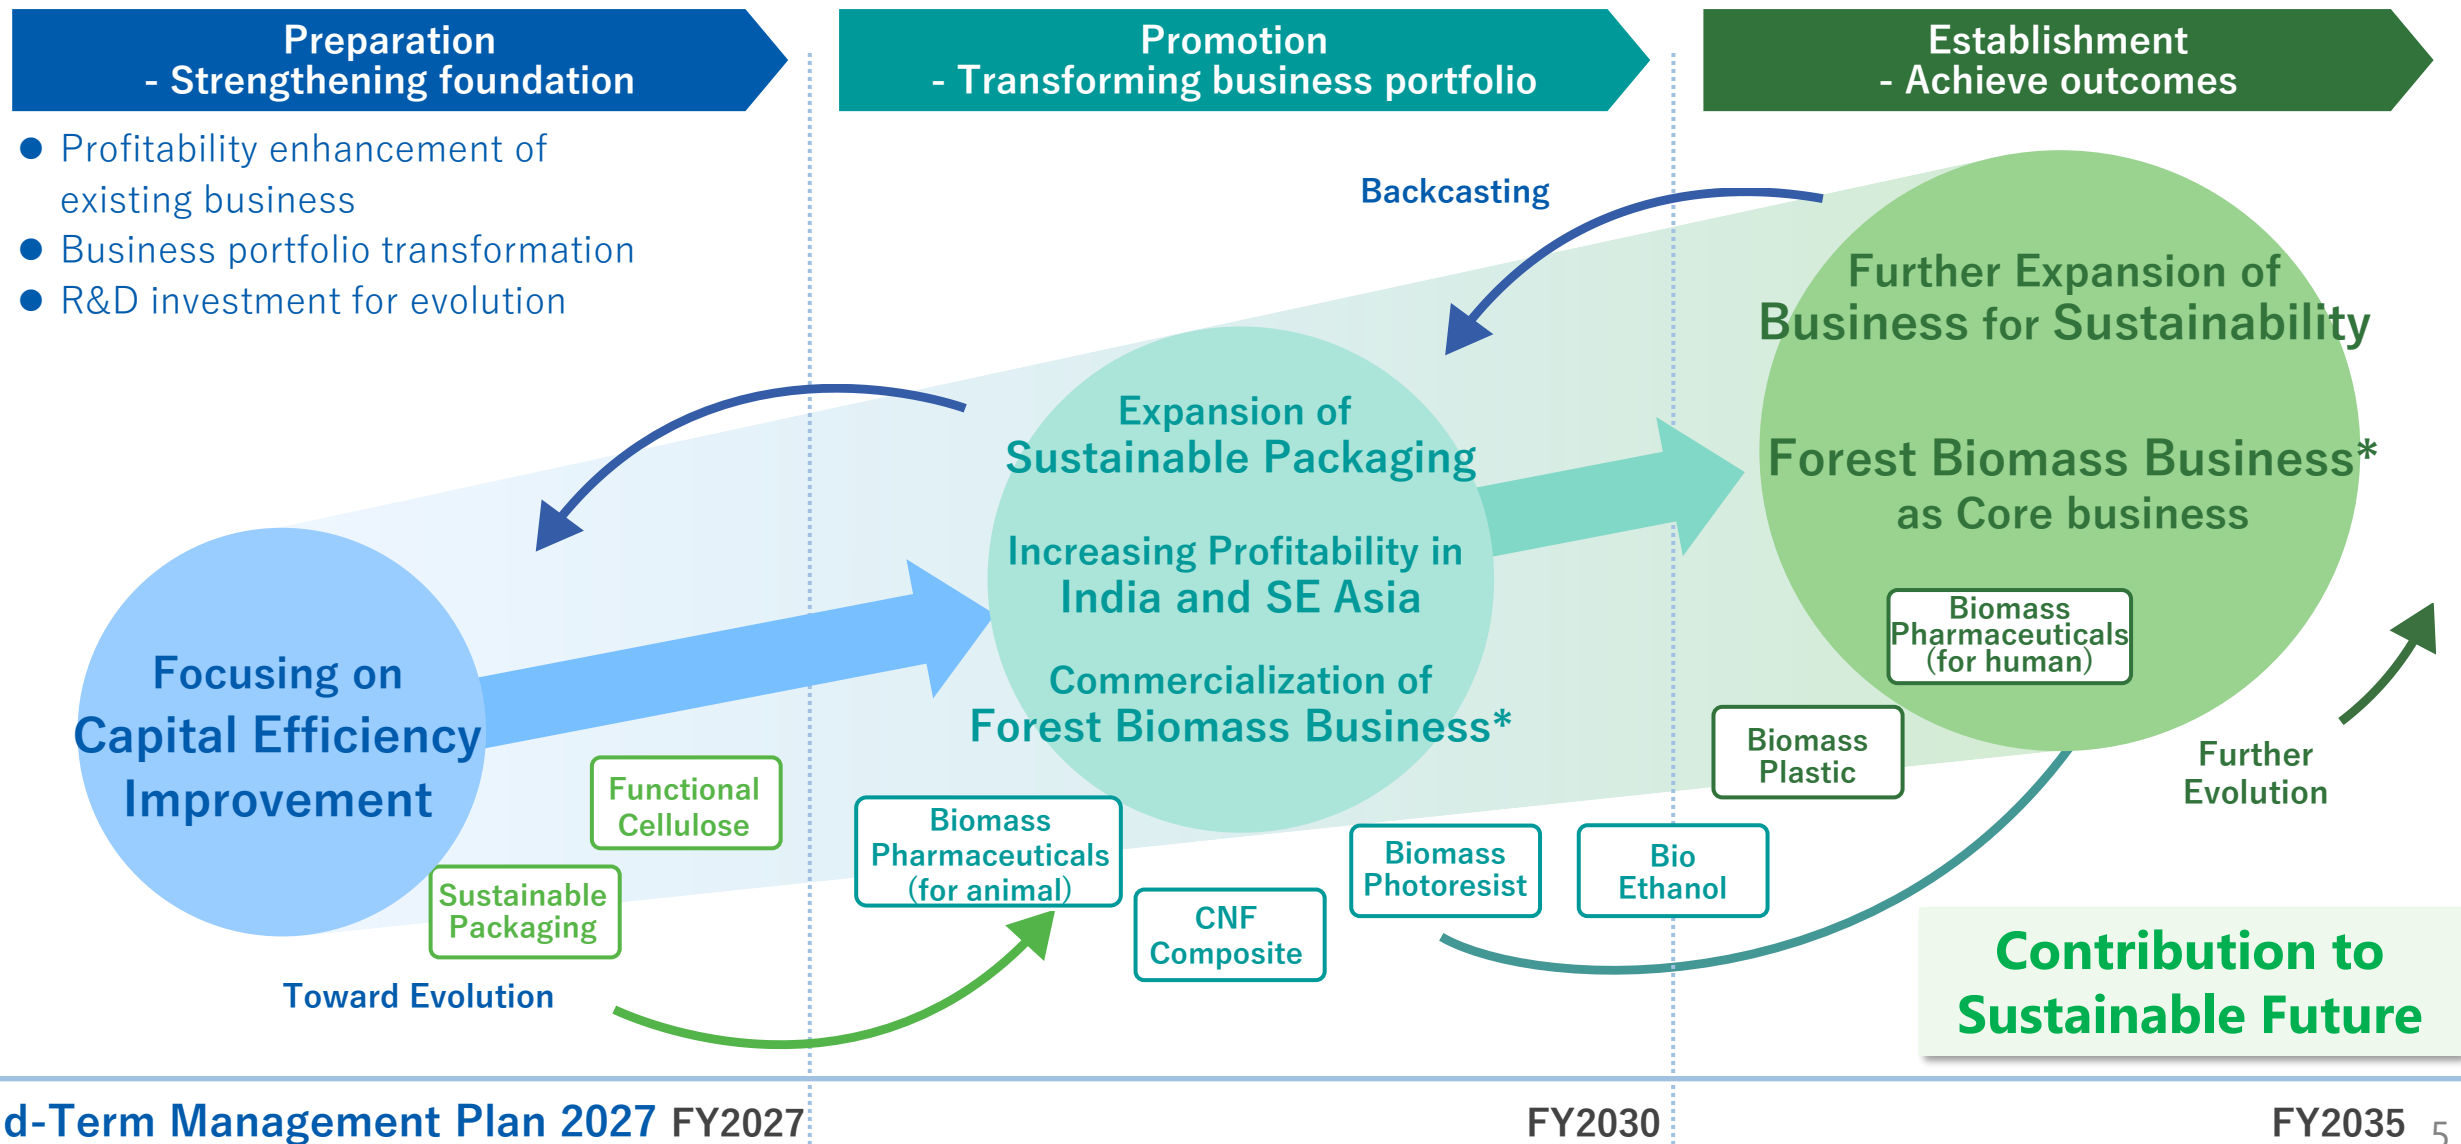 Preparation
- Strengthening foundation
Promotion
- Transforming business portfolio
Establishment
- Achieve outcomes
● Profitability enhancement of
existing business
● Business portfolio transformation
● R&D investment for evolution
Backcasting
Focusing on
Capital Efficiency
Improvement
Expansion of
Sustainable Packaging
Increasing Profitability in
India and SE Asia
Commercialization of
Forest Biomass Business*
Further Expansion of
Business for Sustainability
Forest Biomass Business*
as Core business
Biomass
Pharmaceuticals
(for human)
Biomass
Plastic
Further
Evolution
Functional
Cellulose
Sustainable
Packaging
Biomass
Pharmaceuticals
(for animal)
CNF
Composite
Biomass
Photoresist
Bio
Ethanol
Toward Evolution
Contribution to
Sustainable Future
d-Term Management Plan 2027 FY2027
FY2030
FY2035
5